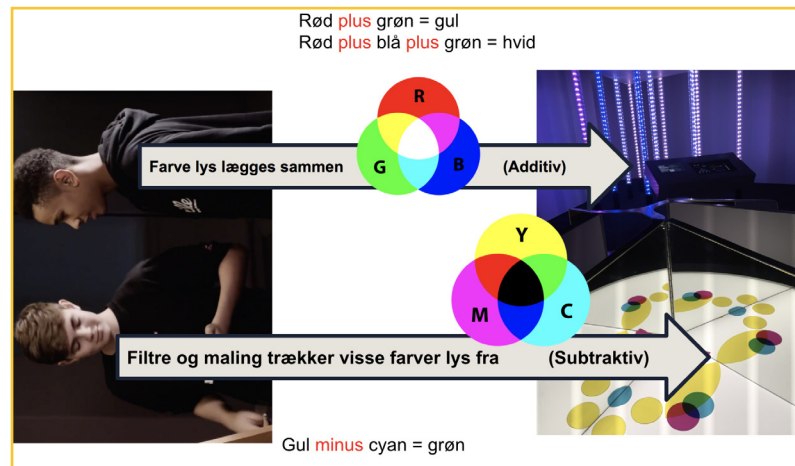 Rød plus grøn = gul
Rød plus blå plus grøn = hvid
R
G
B
Farve lys lægges sammen (Additiv)
Y
M
C
Filtre og maling trækker visse farver lys fra (Subtraktiv)
Gul minus cyan = grøn